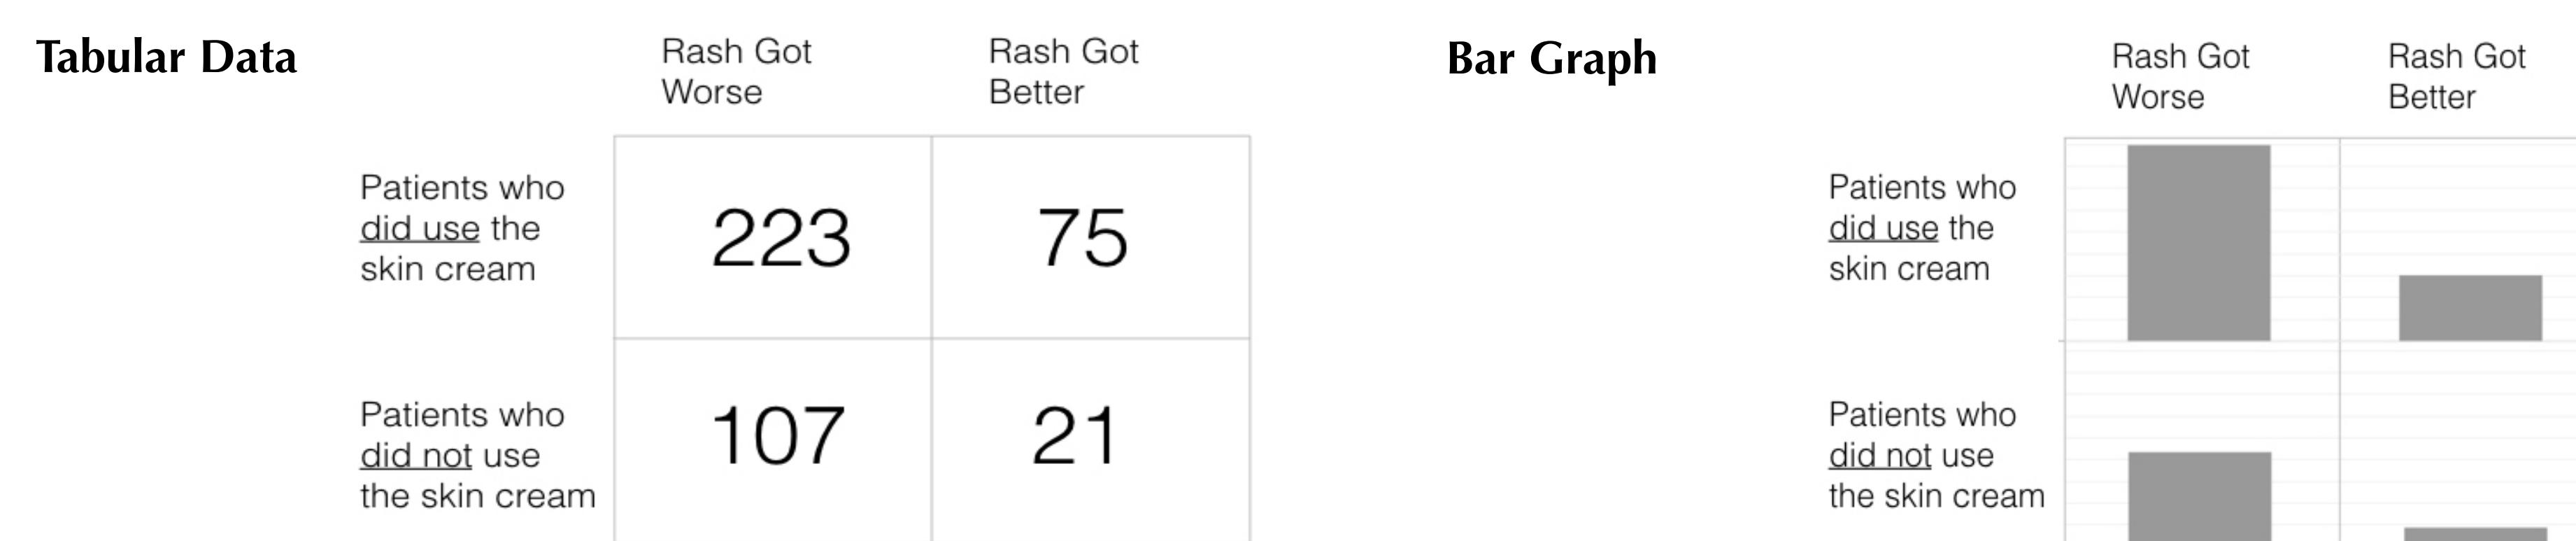 Tabular Data
Rash Got
Worse
Rash Got
Better
Patients who
did use the
skin cream
223
75
Patients who
did not use
the skin cream
107
21
Bar Graph
Rash Got
Worse
Rash Got
Better
Patients who
did use the
skin cream
Patients who
did not use
the skin cream